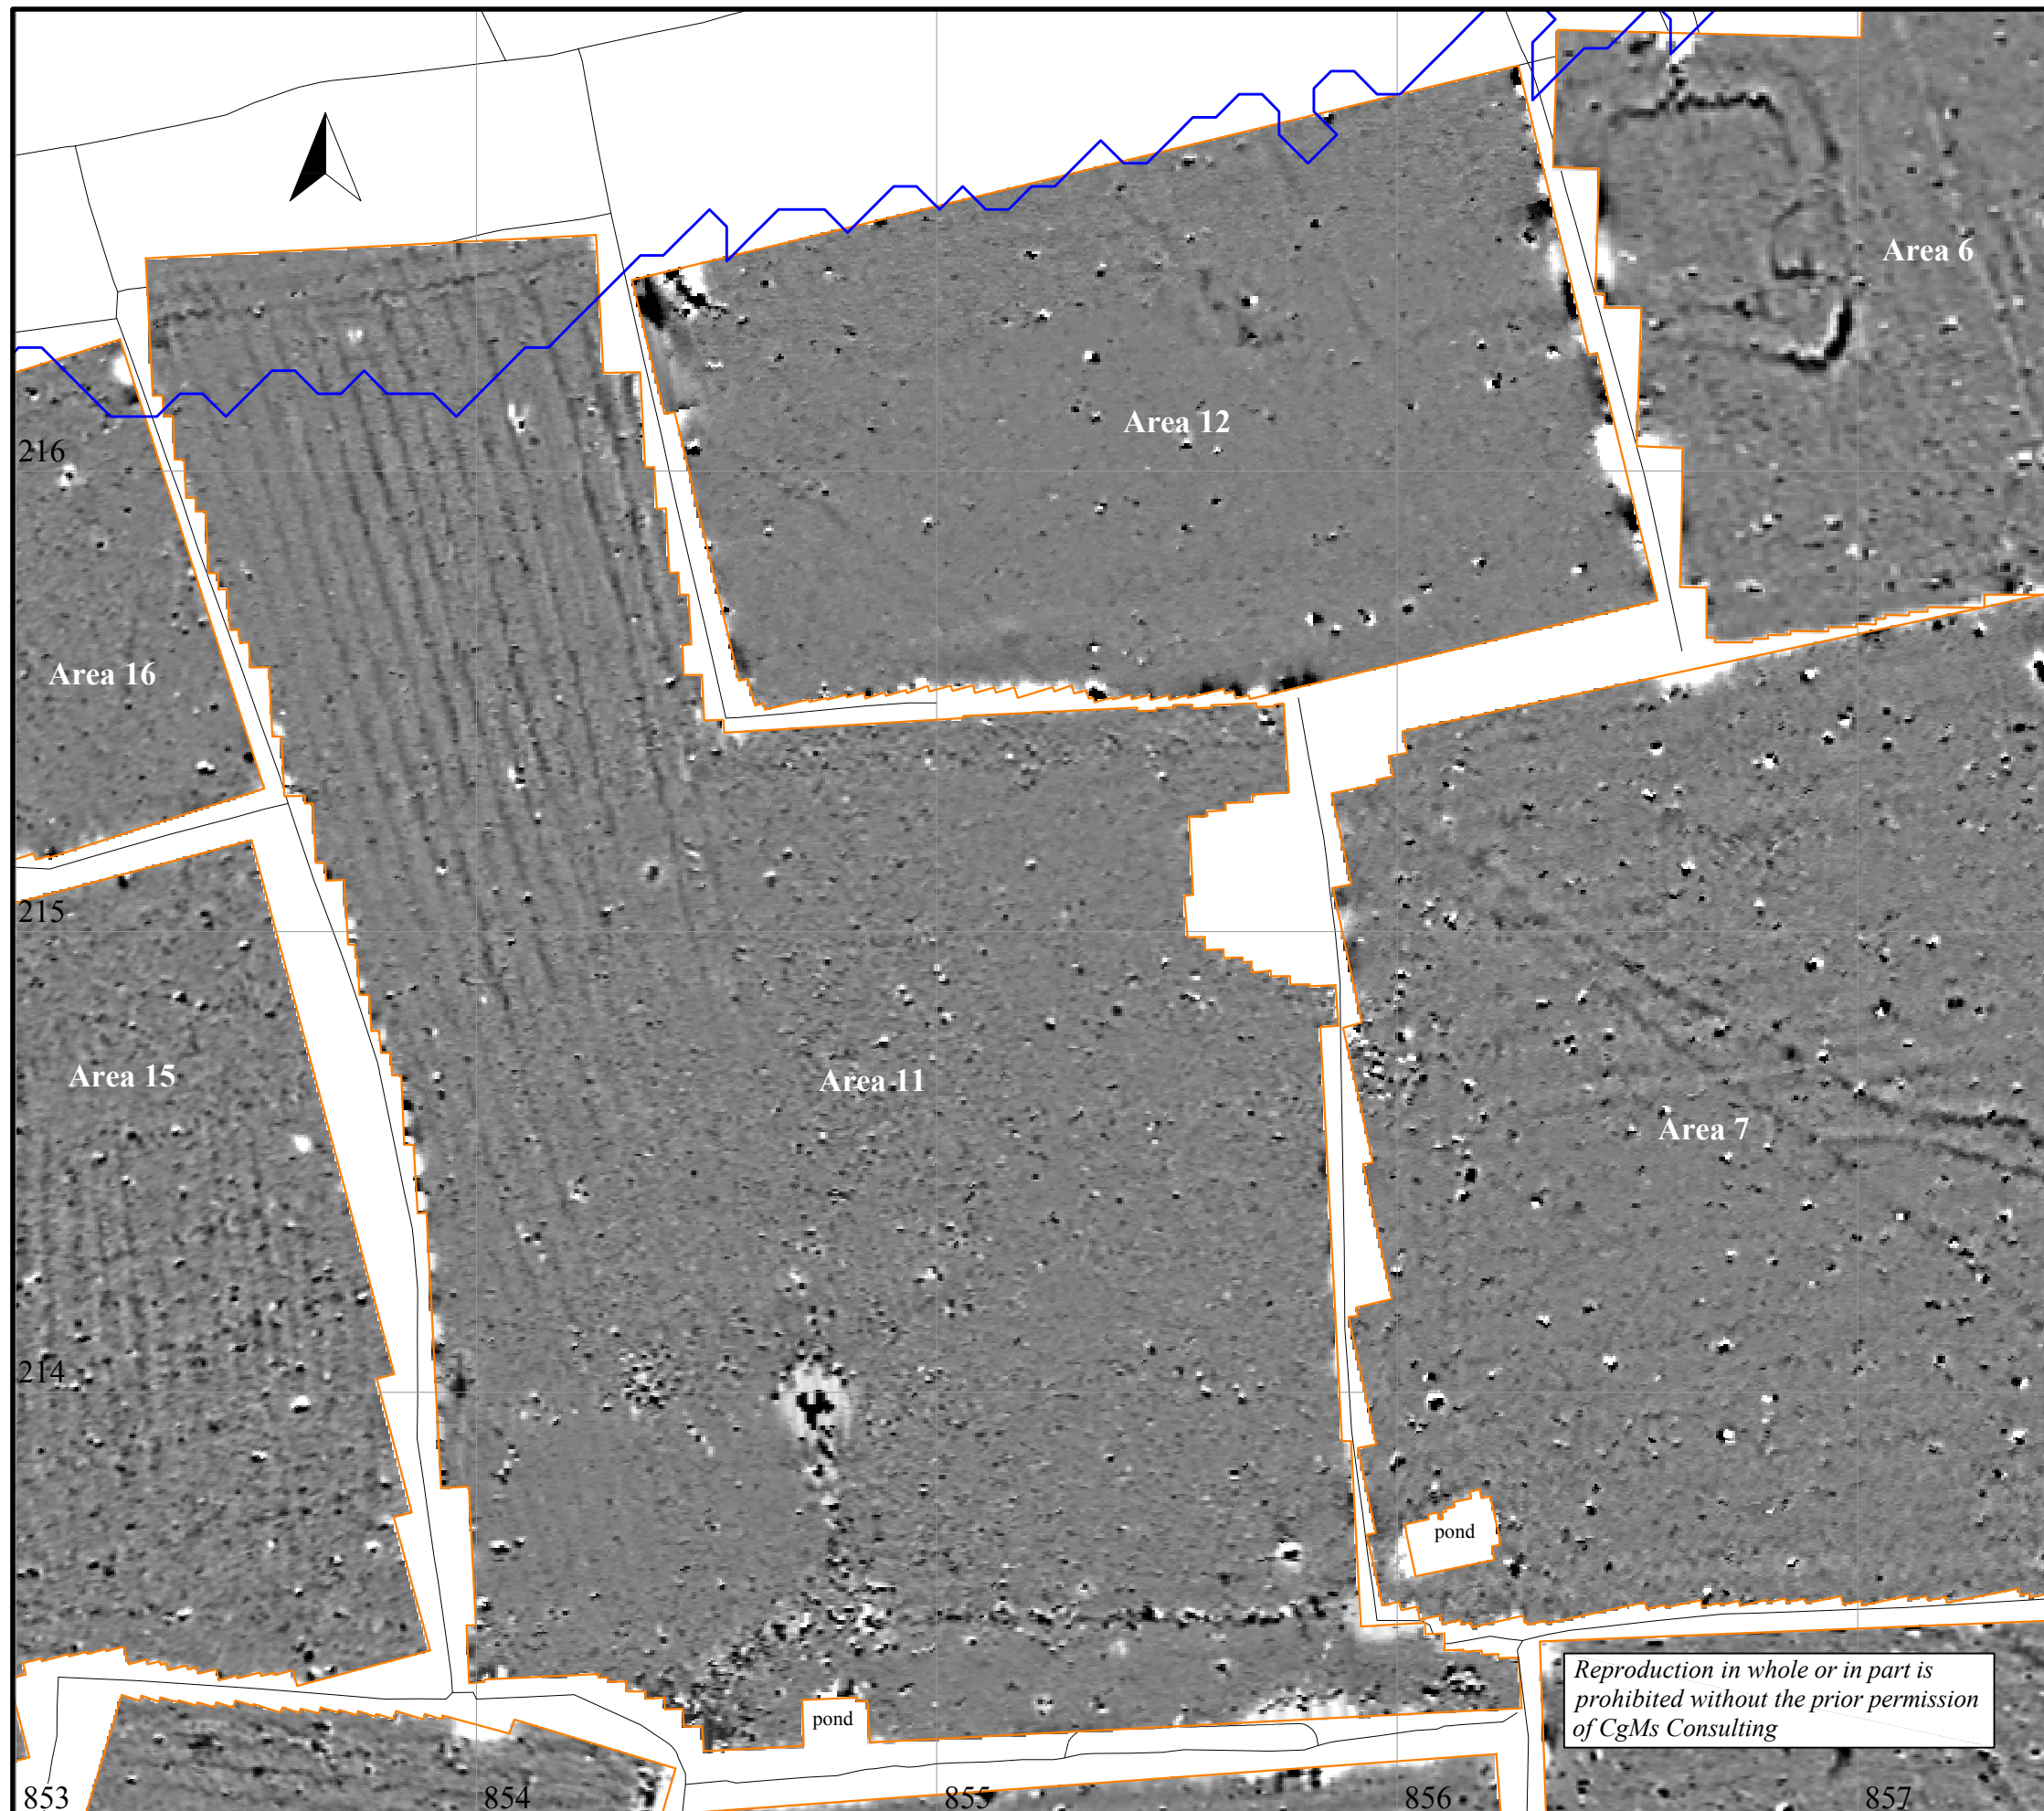 Area 6
Area 12
216
Area 16
215
Area 15
Area 11
Area 7
214
pond
pond
Reproduction in whole or in part is
prohibited without the prior permission
of CgMs Consulting
853
854
855
856
857